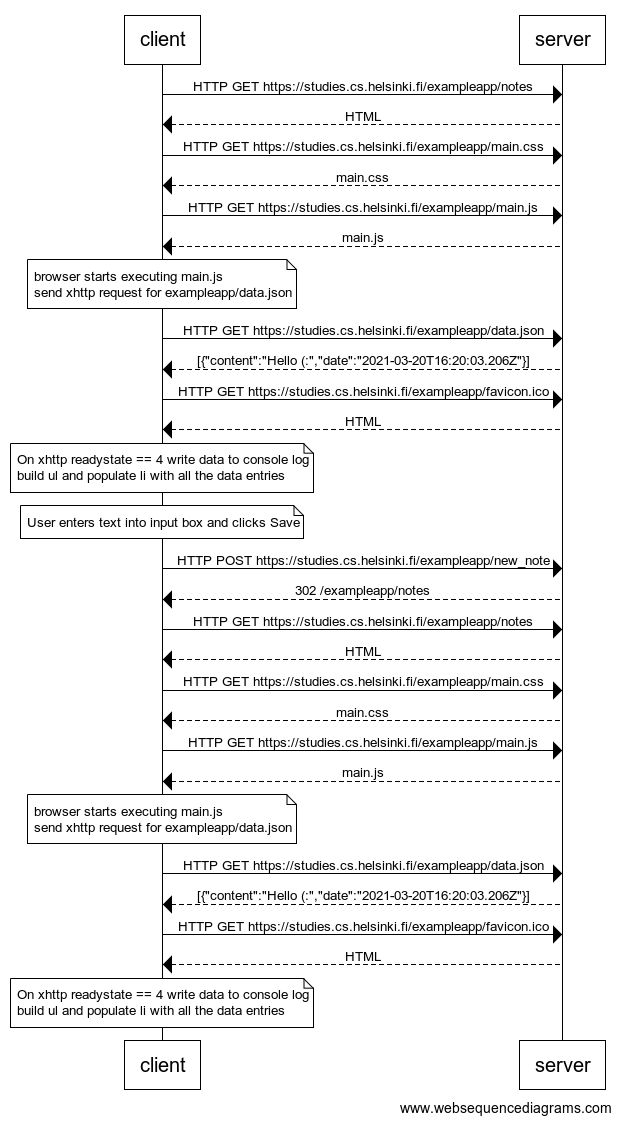 client
server
HTTP GET https://studies.cs.helsinki.fi/exampleapp/notes
HTML
HTTP GET https://studies.cs.helsinki.fi/exampleapp/main.css
main.css
HTTP GET https://studies.cs.helsinki.fi/exampleapp/main.js
main.js
browser starts executing main.js
send xhttp request for exampleapp/data.json
HTTP GET https://studies.cs.helsinki.fi/exampleapp/data.json
[{"content":"Hello (:","date":"2021-03-20T16:20:03.206Z"}]
HTTP GET https://studies.cs.helsinki.fi/exampleapp/favicon.ico
HTML
On xhttp readystate == 4 write data to console log
build ul and populate li with all the data entries
User enters text into input box and clicks Save
HTTP POST https://studies.cs.helsinki.fi/exampleapp/new_note
302 /exampleapp/notes
HTTP GET https://studies.cs.helsinki.fi/exampleapp/notes
HTML
HTTP GET https://studies.cs.helsinki.fi/exampleapp/main.css
main.css
HTTP GET https://studies.cs.helsinki.fi/exampleapp/main.js
main.js
browser starts executing main.js
send xhttp request for exampleapp/data.json
HTTP GET https://studies.cs.helsinki.fi/exampleapp/data.json
[{"content":"Hello (:","date":"2021-03-20T16:20:03.206Z"}]
HTTP GET https://studies.cs.helsinki.fi/exampleapp/favicon.ico
HTML
On xhttp readystate == 4 write data to console log
build ul and populate li with all the data entries
client
server
www.websequencediagrams.com